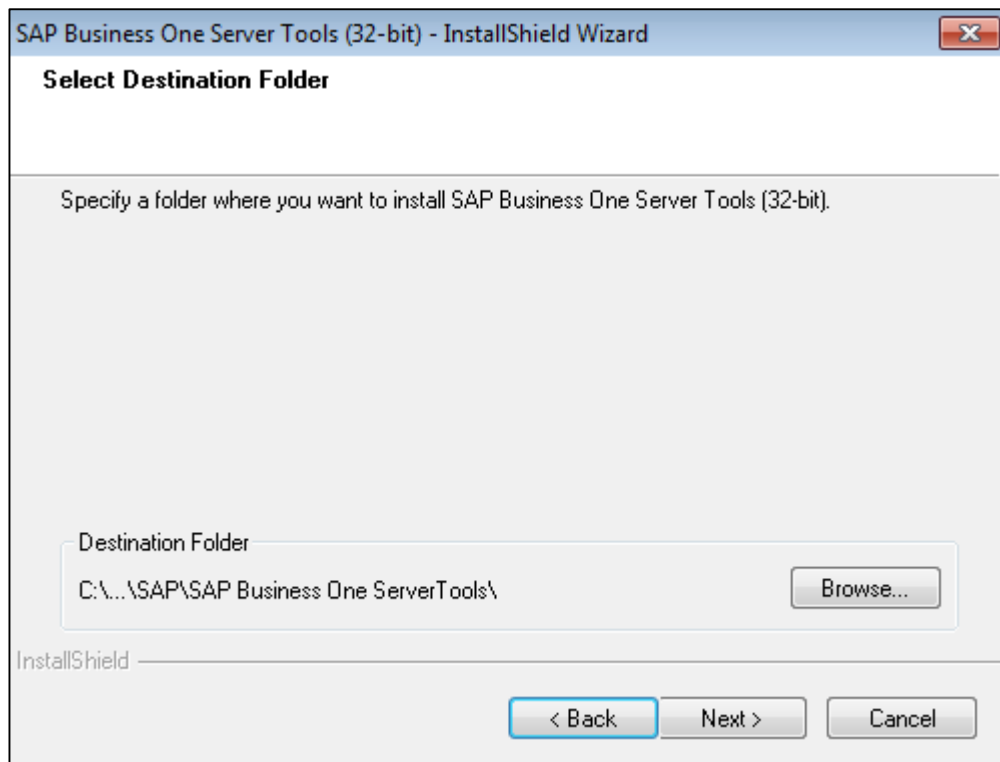 SAP Business One Server Tools (32-bit) - InstallShield Wizard
Select Destination Folder
Specify a folder where you want to install SAP Business One Server Tools (32-bit).
Destination Folder
C:\...\SAP\SAP Business One ServerTools\
Browse...
InstallShield
< Back
Next >
Cancel